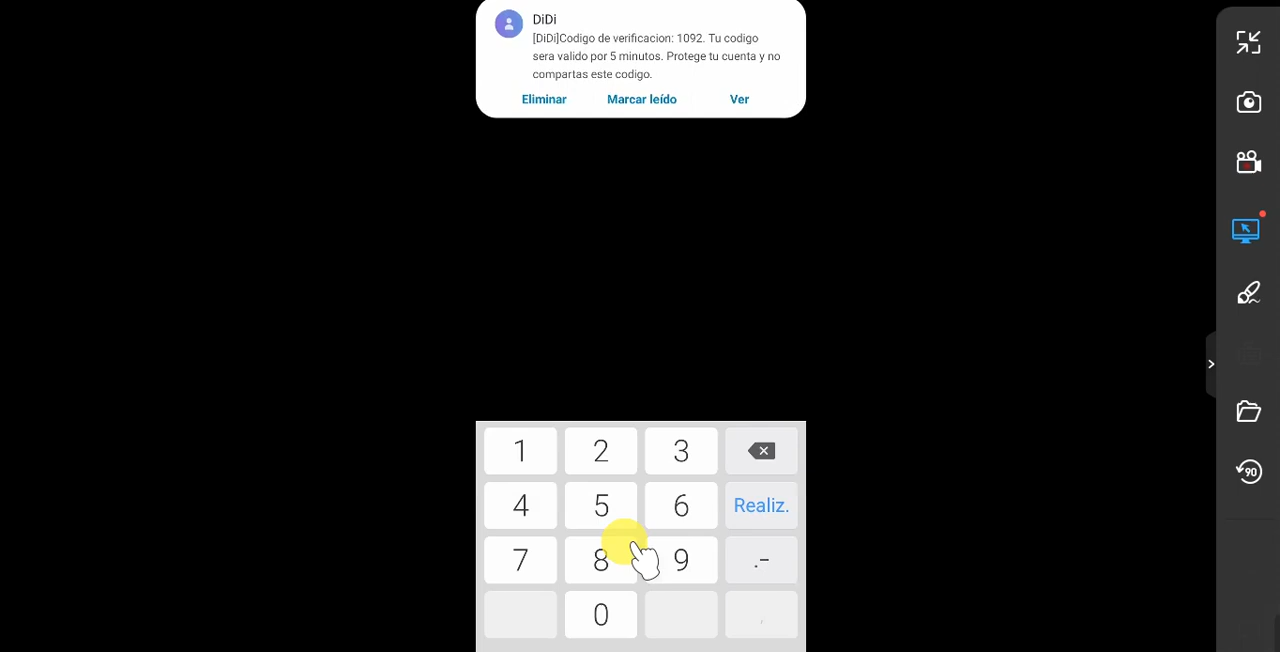 DiDi
[DiDi]Codigo de verificacion: 1092. Tu codigo
sera valido por 5 minutos. Protege tu cuenta y no
compartas este codigo.
Eliminar Marcar leído Ver
1 2 3
4 5 6 Realiz.
7 8 9 .-
0 ,
90